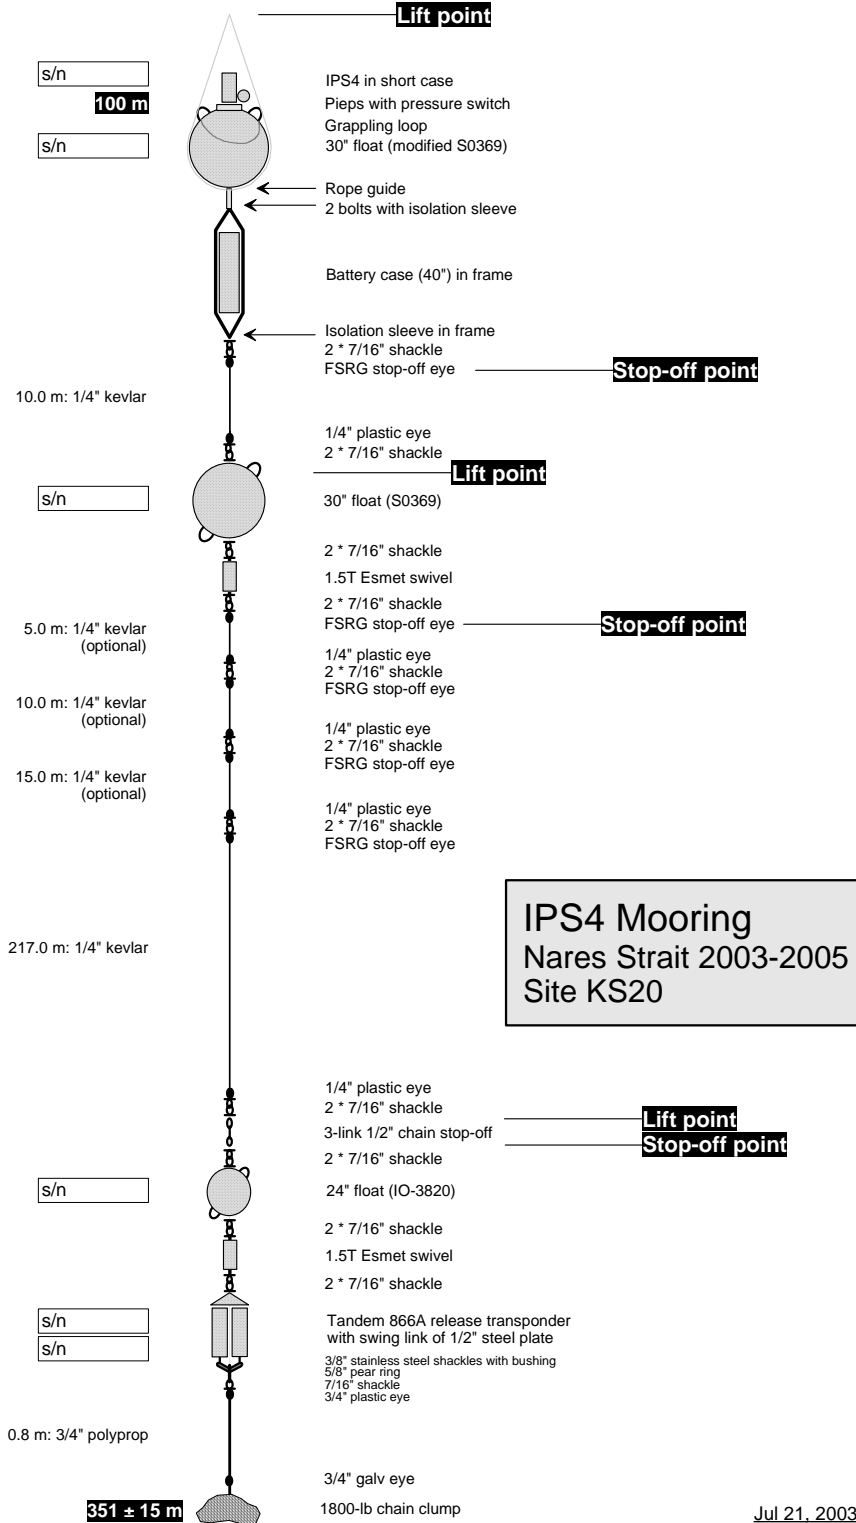 Lift point
s/n
IPS4 in short case
100 m
Pieps with pressure switch
Grappling loop
s/n
30" float (modified S0369)
Rope guide
2 bolts with isolation sleeve
Battery case (40") in frame
Isolation sleeve in frame
2 * 7/16" shackle
FSRG stop-off eye
Stop-off point
10.0 m: 1/4" kevlar
1/4" plastic eye
2 * 7/16" shackle
Lift point
s/n
30" float (S0369)
2 * 7/16" shackle
1.5T Esmet swivel
2 * 7/16" shackle
FSRG stop-off eye
Stop-off point
5.0 m: 1/4" kevlar
(optional)
1/4" plastic eye
2 * 7/16" shackle
FSRG stop-off eye
10.0 m: 1/4" kevlar
(optional)
1/4" plastic eye
2 * 7/16" shackle
FSRG stop-off eye
15.0 m: 1/4" kevlar
(optional)
1/4" plastic eye
2 * 7/16" shackle
FSRG stop-off eye
IPS4 Mooring
Nares Strait 2003-2005
Site KS20
217.0 m: 1/4" kevlar
1/4" plastic eye
2 * 7/16" shackle
Lift point
3-link 1/2" chain stop-off
Stop-off point
2 * 7/16" shackle
s/n
24" float (IO-3820)
2 * 7/16" shackle
1.5T Esmet swivel
2 * 7/16" shackle
s/n
Tandem 866A release transponder
with swing link of 1/2" steel plate
s/n
3/8" stainless steel shackles with bushing
5/8" pear ring
7/16" shackle
3/4" plastic eye
0.8 m: 3/4" polyprop
3/4" galv eye
351 ± 15 m
1800-lb chain clump
Jul 21, 2003